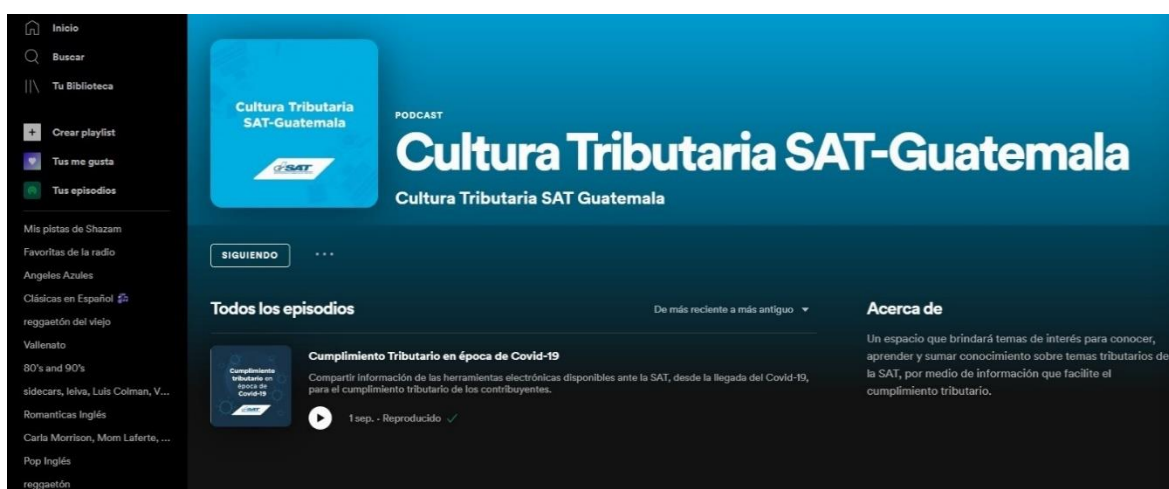 Inicio
Buscar
Tu Biblioteca
Crear playlist
Tus me gusta
Tus episodios
Mis pistas de Shazam
Favoritas de la radio
Angeles Azules
Clásicas en Español
reggaetón del viejo
Vallenato
80's and 90's
sidecars, leiva, Luis Colman, V...
Romanticas Inglés
Carla Morrison, Mom Laferte, ...
Pop Inglés
reggaetón
Cultura Tributaria
SAT-Guatemala
SAT
PODCAST
Cultura Tributaria SAT-Guatemala
Cultura Tributaria SAT Guatemala
SIGUIENDO
Todos los episodios
De más reciente a más antiguo
Cumplimiento
tributario en
época de
Covid-19
SAT
Cumplimiento Tributario en época de Covid-19
Compartir información de las herramientas electrónicas disponibles ante la SAT, desde la llegada del Covid-19,
para el cumplimiento tributario de los contribuyentes.
1 sep. · Reproducido
Acerca de
Un espacio que brindará temas de interés para conocer,
aprender y sumar conocimiento sobre temas tributarios de
la SAT, por medio de información que facilite el
cumplimiento tributario.